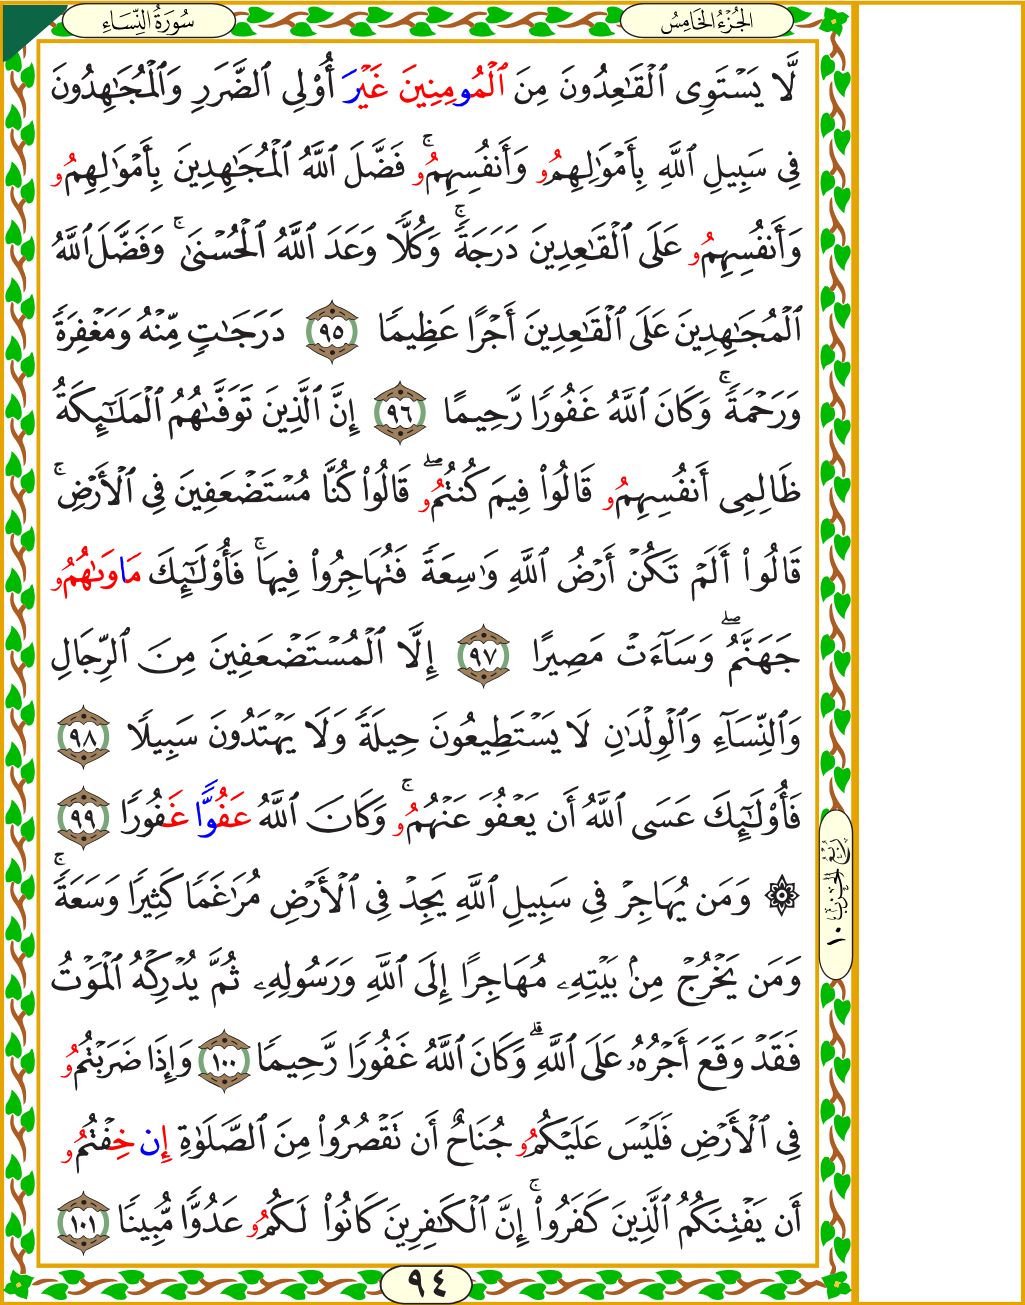 الجُزْءُ الخَامِسُ
سُورَةُ النِّسَاءِ
لَّا يَسْتَوِى ٱلْقَٰعِدُونَ مِنَ ٱلْمُومِنِينَ غَيْرَ أُوْلِى ٱلضَّرَرِ وَٱلْمُجَٰهِدُونَ
فِى سَبِيلِ ٱللَّهِ بِأَمْوَٰلِهِمُو وَأَنفُسِهِمُو ۚ فَضَّلَ ٱللَّهُ ٱلْمُجَٰهِدِينَ بِأَمْوَٰلِهِمُو
وَأَنفُسِهِمُو عَلَى ٱلْقَٰعِدِينَ دَرَجَةً ۚ وَكُلًّا وَعَدَ ٱللَّهُ ٱلْحُسْنَىٰ ۚ وَفَضَّلَ ٱللَّهُ
ٱلْمُجَٰهِدِينَ عَلَى ٱلْقَٰعِدِينَ أَجْرًا عَظِيمًا ٩٥ دَرَجَٰتٍ مِّنْهُ وَمَغْفِرَةً
وَرَحْمَةً ۚ وَكَانَ ٱللَّهُ غَفُورًا رَّحِيمًا ٩٦ إِنَّ ٱلَّذِينَ تَوَفَّىٰهُمُ ٱلْمَلَٰٓئِكَةُ
ظَالِمِى أَنفُسِهِمُو قَالُواْ فِيمَ كُنتُمُو ۖ قَالُواْ كُنَّا مُسْتَضْعَفِينَ فِى ٱلْأَرْضِ ۚ
قَالُواْ أَلَمْ تَكُنْ أَرْضُ ٱللَّهِ وَٰسِعَةً فَتُهَاجِرُواْ فِيهَا ۚ فَأُوْلَٰٓئِكَ مَاوَىٰهُمُو
جَهَنَّمُ ۖ وَسَآءَتْ مَصِيرًا ٩٧ إِلَّا ٱلْمُسْتَضْعَفِينَ مِنَ ٱلرِّجَالِ
وَٱلنِّسَآءِ وَٱلْوِلْدَٰنِ لَا يَسْتَطِيعُونَ حِيلَةً وَلَا يَهْتَدُونَ سَبِيلًا ٩٨
فَأُوْلَٰٓئِكَ عَسَى ٱللَّهُ أَن يَعْفُوَ عَنْهُمُو ۚ وَكَانَ ٱللَّهُ عَفُوًّا غَفُورًا ٩٩
۞ وَمَن يُهَاجِرْ فِى سَبِيلِ ٱللَّهِ يَجِدْ فِى ٱلْأَرْضِ مُرَٰغَمًا كَثِيرًا وَسَعَةً ۚ
وَمَن يَخْرُجْ مِنۢ بَيْتِهِۦ مُهَاجِرًا إِلَى ٱللَّهِ وَرَسُولِهِۦ ثُمَّ يُدْرِكْهُ ٱلْمَوْتُ
فَقَدْ وَقَعَ أَجْرُهُۥ عَلَى ٱللَّهِ ۗ وَكَانَ ٱللَّهُ غَفُورًا رَّحِيمًا ١٠٠ وَإِذَا ضَرَبْتُمُو
فِى ٱلْأَرْضِ فَلَيْسَ عَلَيْكُمُو جُنَاحٌ أَن تَقْصُرُواْ مِنَ ٱلصَّلَوٰةِ إِن خِفْتُمُو
أَن يَفْتِنَكُمُ ٱلَّذِينَ كَفَرُوٓاْ ۚ إِنَّ ٱلْكَٰفِرِينَ كَانُواْ لَكُمُو عَدُوًّا مُّبِينًا ١٠١
رُبْعُ الحِزْبِ ١٠
٩٤